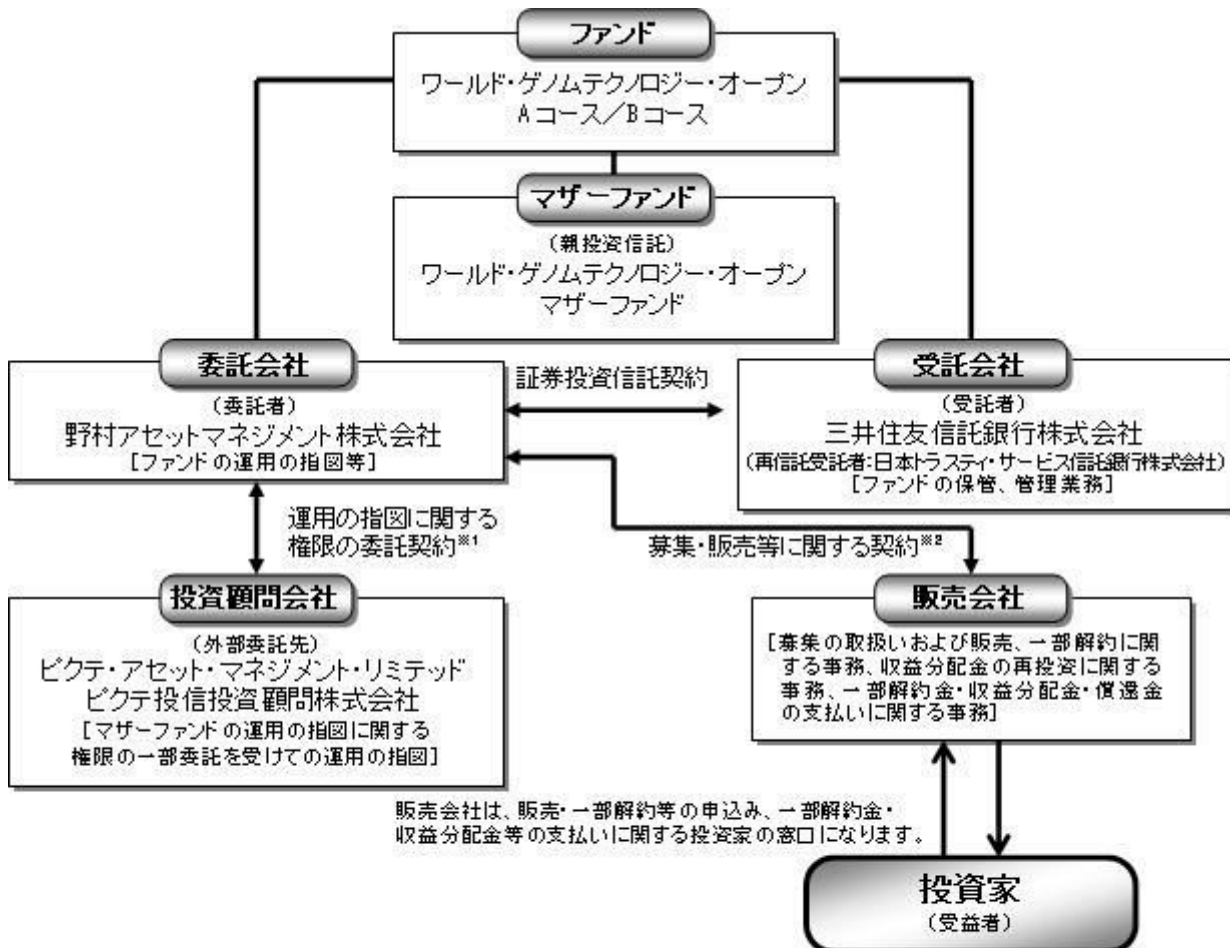 ファンド
ワールド・ゲノムテクノロジー・オープン
Aコース／Bコース
マザーファンド
（親投資信託）
ワールド・ゲノムテクノロジー・オープン
マザーファンド
委託会社
（委託者）
野村アセットマネジメント株式会社
［ファンドの運用の指図等］
証券投資信託契約
受託会社
（受託者）
三井住友信託銀行株式会社
（再信託受託者：日本トラスティ・サービス信託銀行株式会社）
［ファンドの保管、管理業務］
運用の指図に関する
権限の委託契約※1
募集・販売等に関する契約※2
投資顧問会社
（外部委託先）
ピクテ・アセット・マネジメント・リミテッド
ピクテ投信投資顧問株式会社
［マザーファンドの運用の指図に関する
権限の一部委託を受けての運用の指図］
販売会社
［募集の取扱いおよび販売、一部解約に関
する事務、収益分配金の再投資に関する
事務、一部解約金・収益分配金・償還金
の支払いに関する事務］
販売会社は、販売・一部解約等の申込み、一部解約金・
収益分配金等の支払いに関する投資家の窓口になります。
投資家
（受益者）